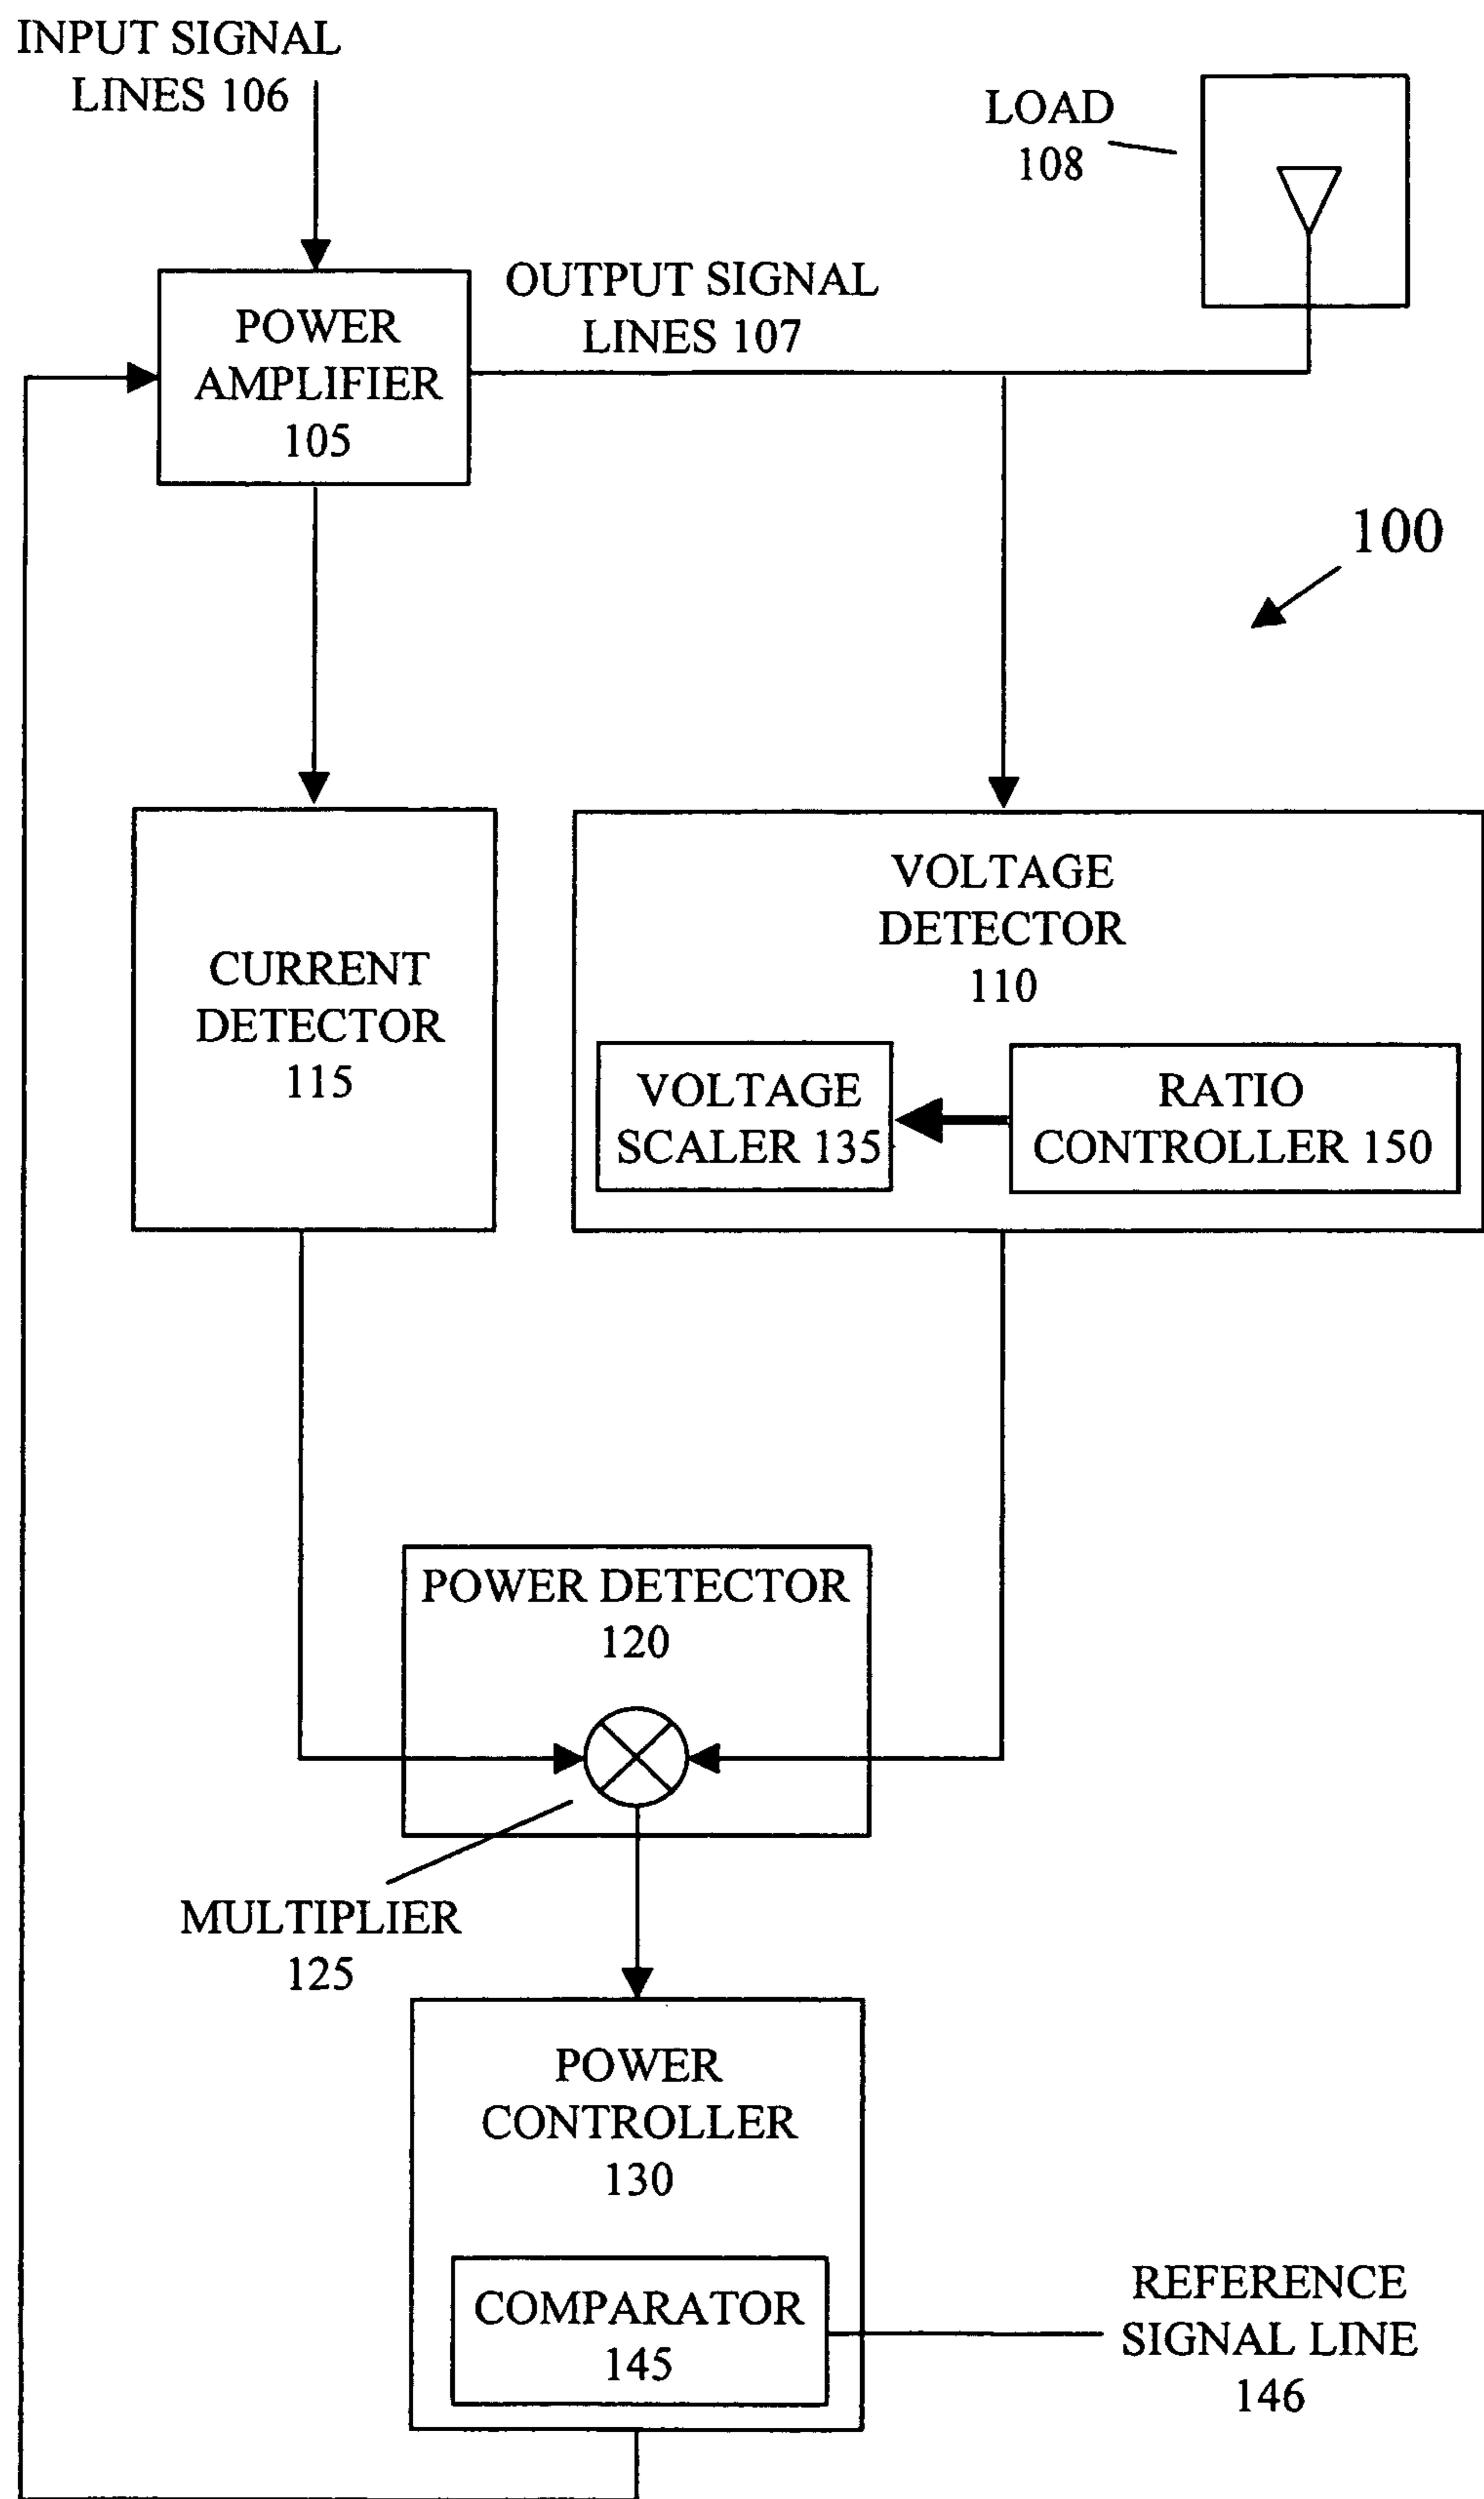 INPUT SIGNAL
LINES 106
LOAD
108
OUTPUT SIGNAL
LINES 107
POWER
AMPLIFIER
105
100
CURRENT
DETECTOR
115
VOLTAGE
DETECTOR
110
VOLTAGE
SCALER 135
RATIO
CONTROLLER 150
POWER DETECTOR
120
MULTIPLIER
125
POWER
CONTROLLER
130
COMPARATOR
145
REFERENCE
SIGNAL LINE
146